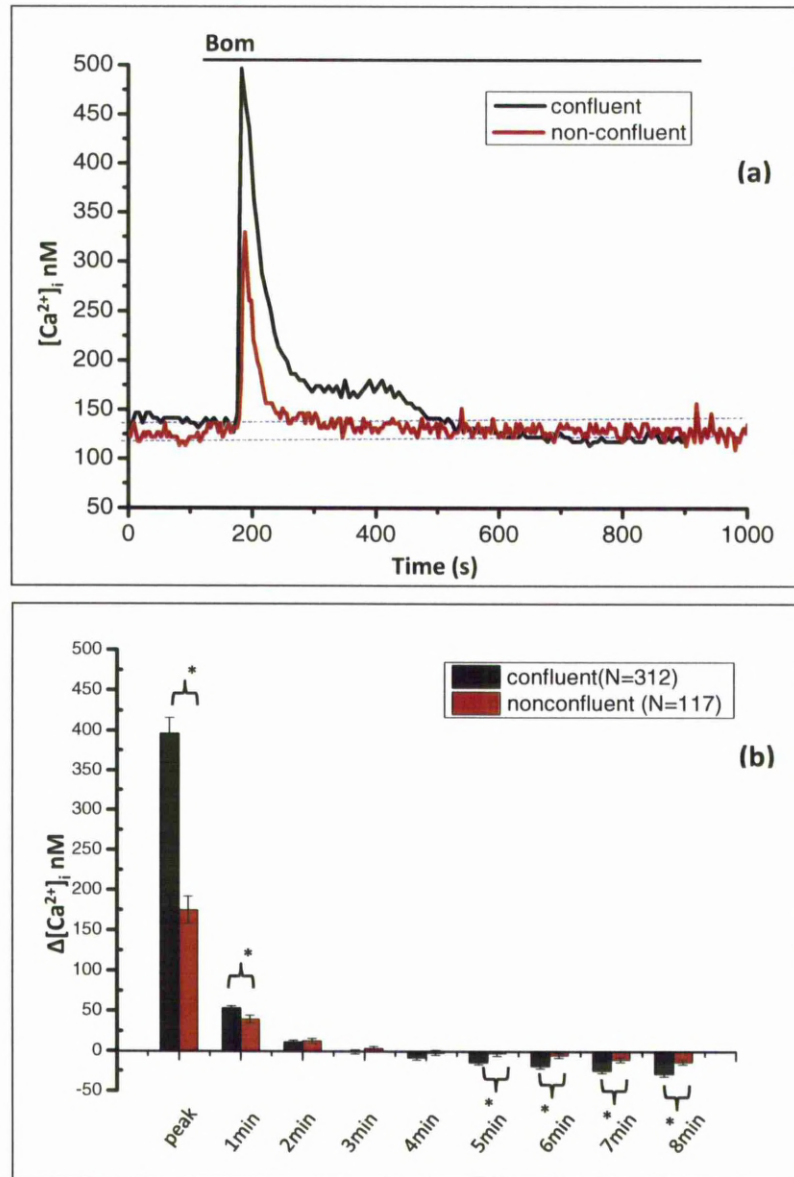 Bom
500
450
400
350
300
250
200
150
100
50
[Ca²⁺]ᵢ nM
confluent
non-confluent
(a)
0 200 400 600 800 1000
Time (s)
500
450
400
350
300
250
200
150
100
50
0
-50
Δ[Ca²⁺]ᵢ nM
*
confluent(N=312)
nonconfluent (N=117)
(b)
*
* * * *
peak 1min 2min 3min 4min 5min 6min 7min 8min